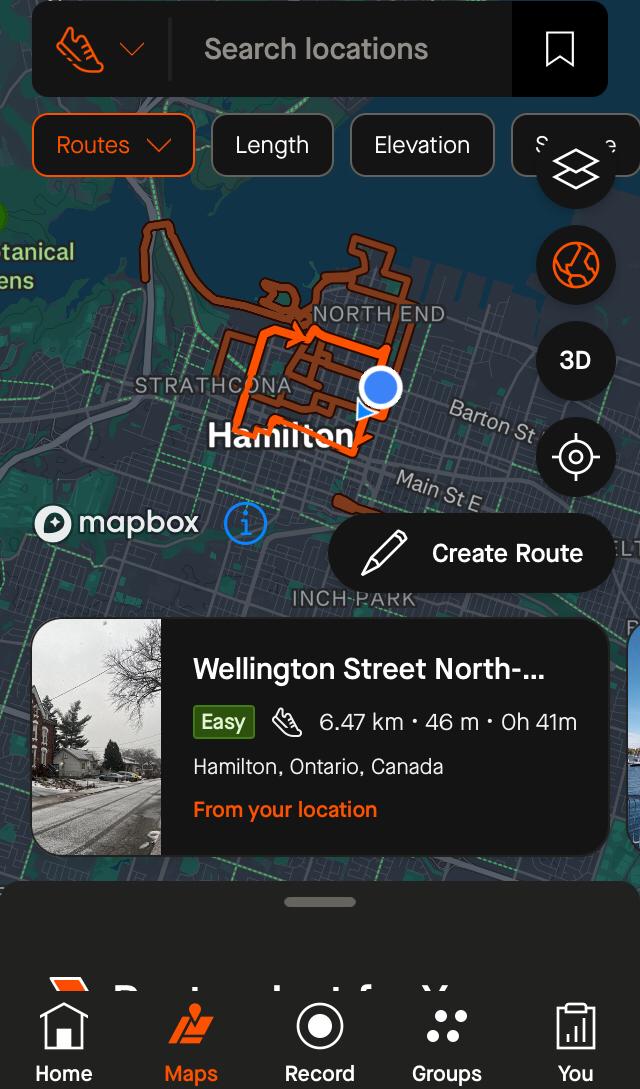 Search locations
Routes
Length
Elevation
tanical
ens
NORTH END
3D
STRATHCONA
Hamilton
Barton St
Main St E
mapbox
Create Route
INCH PARK
Wellington Street North-...
Easy
6.47 km · 46 m · 0h 41m
Hamilton, Ontario, Canada
From your location
Home
Maps
Record
Groups
You